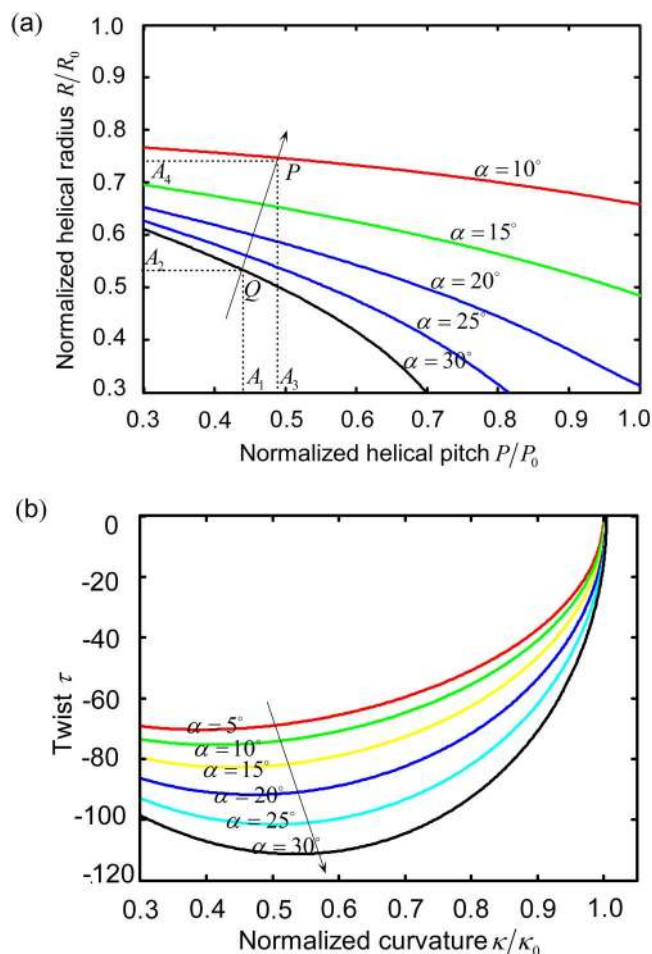 (a)
Normalized helical radius R/R₀
1.0
0.9
0.8
0.7
0.6
0.5
0.4
0.3
A₄
A₂
P
Q
A₁
A₃
α = 10°
α = 15°
α = 20°
α = 25°
α = 30°
0.3 0.4 0.5 0.6 0.7 0.8 0.9 1.0
Normalized helical pitch P/P₀
(b)
Twist τ
0
-20
-40
-60
-80
-100
-120
α = 5°
α = 10°
α = 15°
α = 20°
α = 25°
α = 30°
0.3 0.4 0.5 0.6 0.7 0.8 0.9 1.0
Normalized curvature κ/κ₀